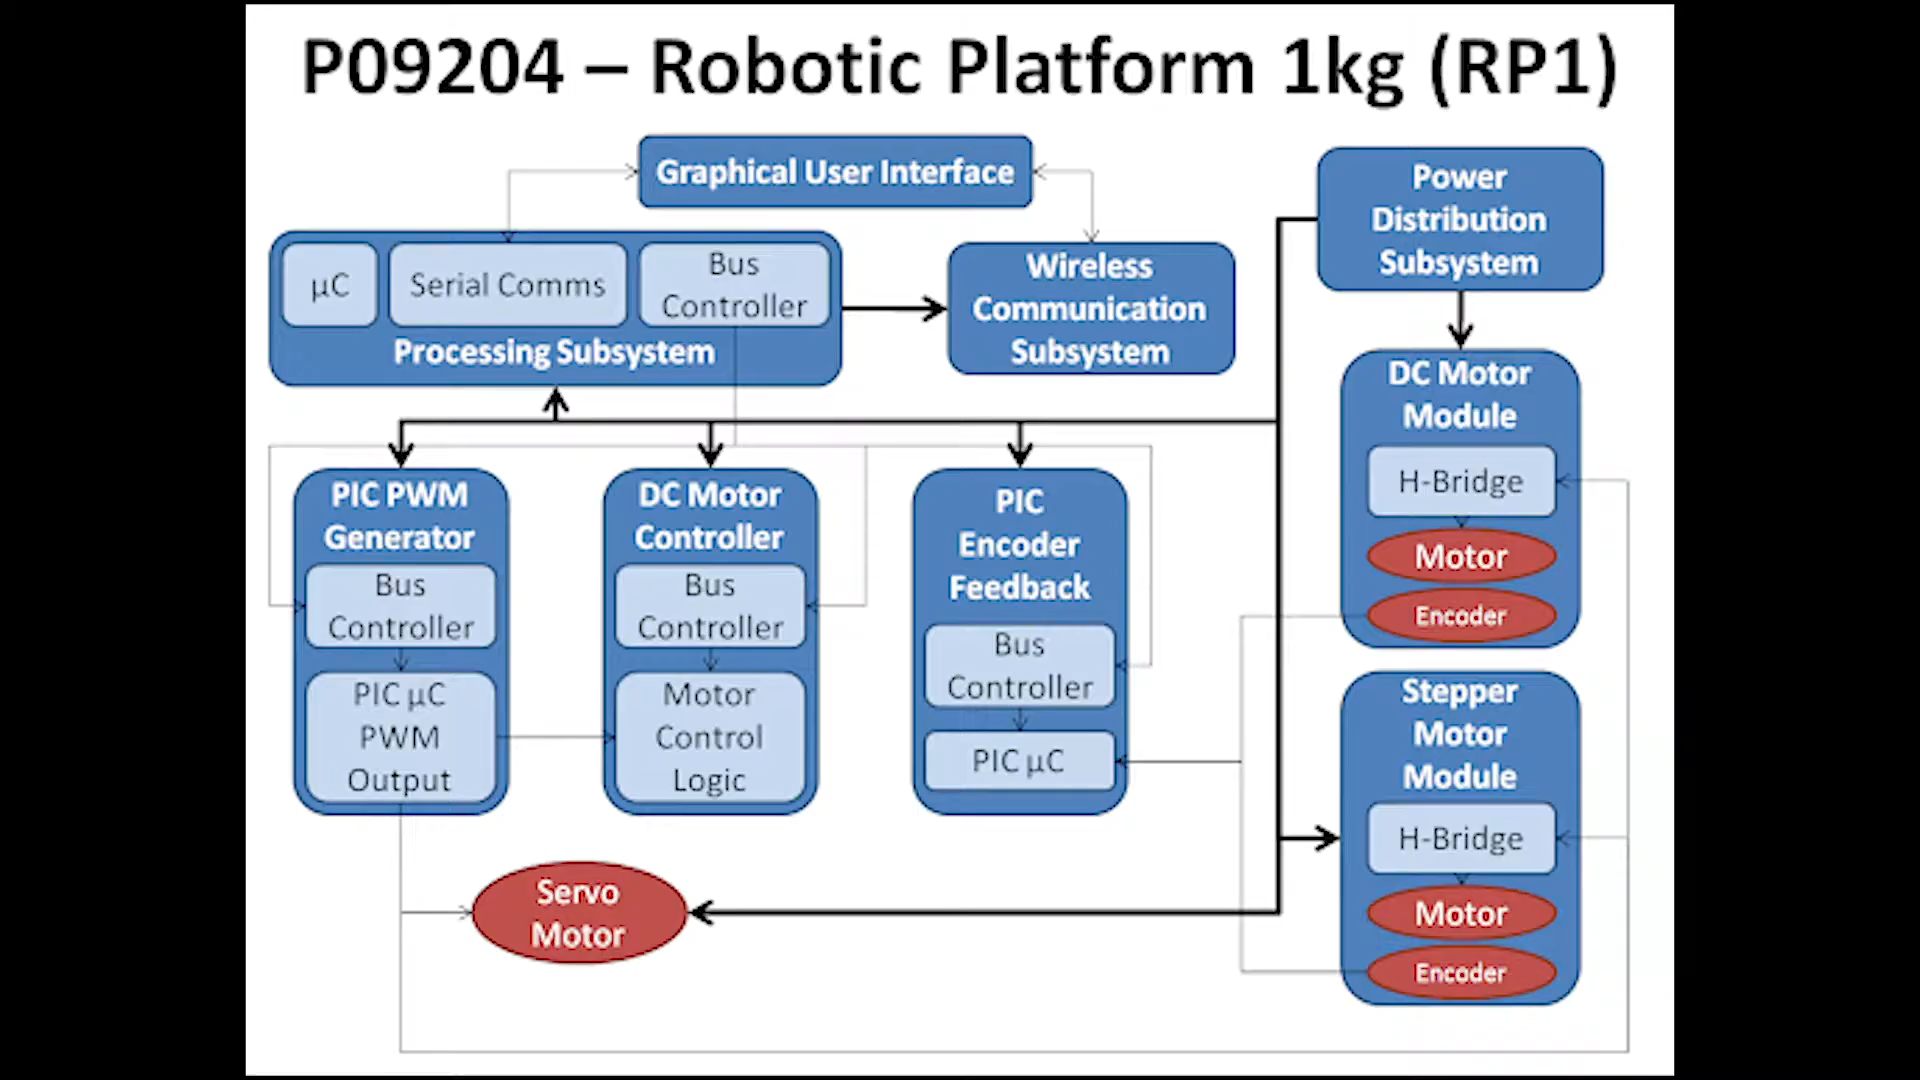 P09204 – Robotic Platform 1kg (RP1)
Graphical User Interface
Power
Distribution
Subsystem
µC
Serial Comms
Bus
Controller
Processing Subsystem
Wireless
Communication
Subsystem
DC Motor
Module
H-Bridge
Motor
Encoder
PIC PWM
Generator
Bus
Controller
PIC µC
PWM
Output
DC Motor
Controller
Bus
Controller
Motor
Control
Logic
PIC
Encoder
Feedback
Bus
Controller
PIC µC
Stepper
Motor
Module
H-Bridge
Motor
Encoder
Servo
Motor